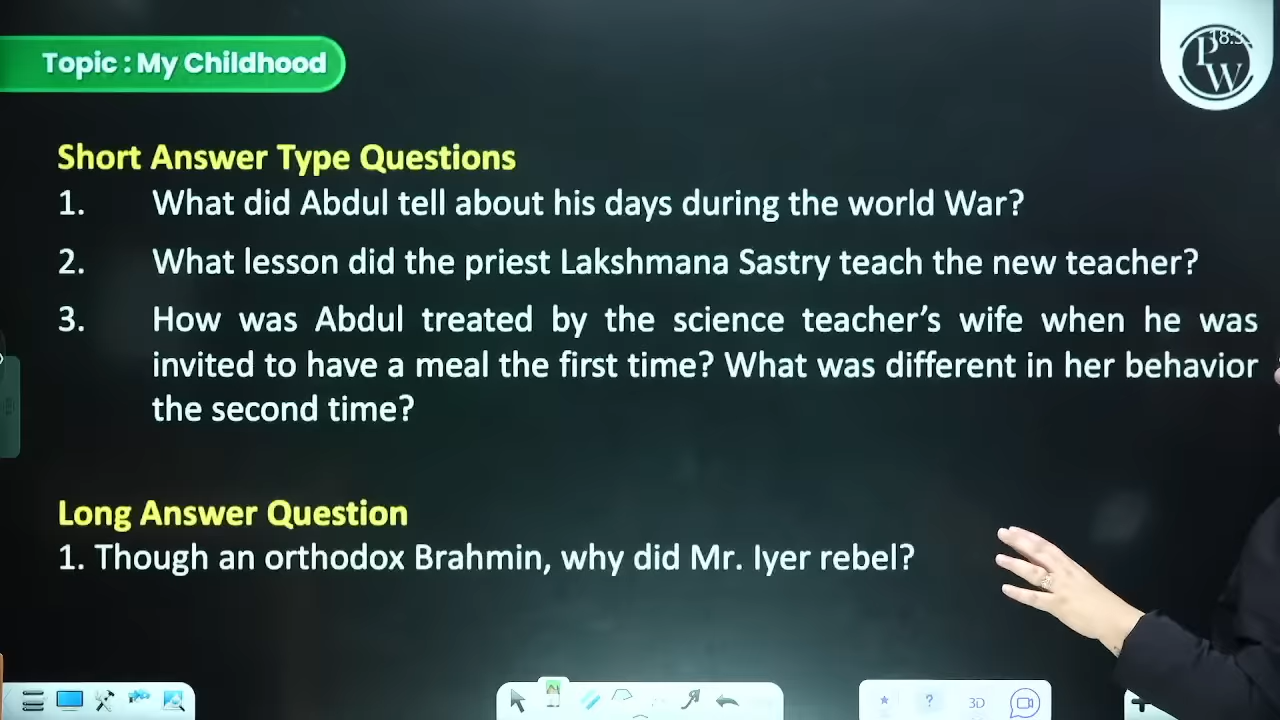 Topic : My Childhood
18:3
PW
Short Answer Type Questions
1. What did Abdul tell about his days during the world War?
2. What lesson did the priest Lakshmana Sastry teach the new teacher?
3. How was Abdul treated by the science teacher’s wife when he was
invited to have a meal the first time? What was different in her behavior
the second time?
Long Answer Question
1. Though an orthodox Brahmin, why did Mr. Iyer rebel?
3D